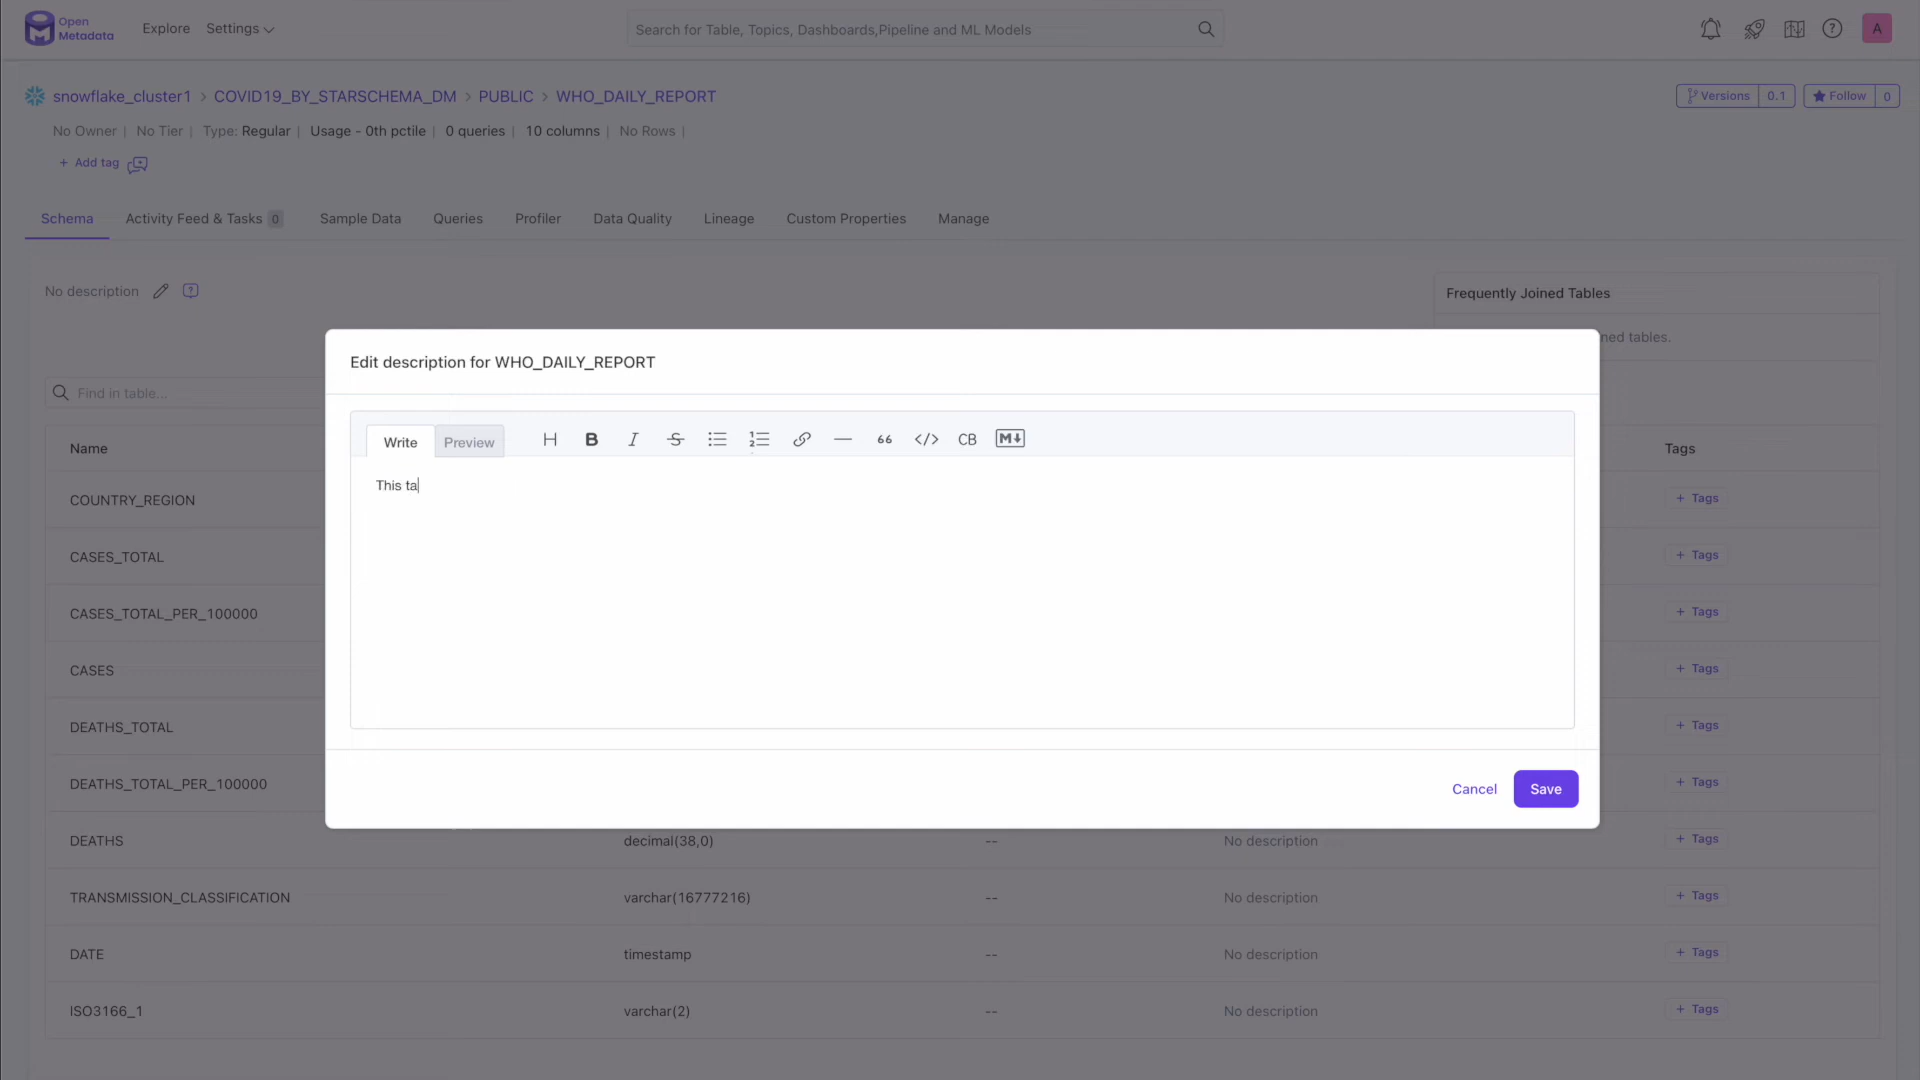 Open
Metadata
Explore Settings
Search for Table, Topics, Dashboards,Pipeline and ML Models
A
snowflake_cluster1 > COVID19_BY_STARSCHEMA_DM > PUBLIC > WHO_DAILY_REPORT
Versions 0.1 Follow 0
No Owner | No Tier | Type: Regular | Usage - 0th pctile | 0 queries | 10 columns | No Rows |
+ Add tag
Schema Activity Feed & Tasks 0 Sample Data Queries Profiler Data Quality Lineage Custom Properties Manage
No description
Frequently Joined Tables
ned tables.
Edit description for WHO_DAILY_REPORT
Find in table...
Write Preview H B I S 66 </> CB M
This ta
Name Tags
COUNTRY_REGION + Tags
CASES_TOTAL + Tags
CASES_TOTAL_PER_100000 + Tags
CASES + Tags
DEATHS_TOTAL + Tags
DEATHS_TOTAL_PER_100000 + Tags
Cancel Save
DEATHS decimal(38,0) -- No description + Tags
TRANSMISSION_CLASSIFICATION varchar(16777216) -- No description + Tags
DATE timestamp -- No description + Tags
ISO3166_1 varchar(2) -- No description + Tags